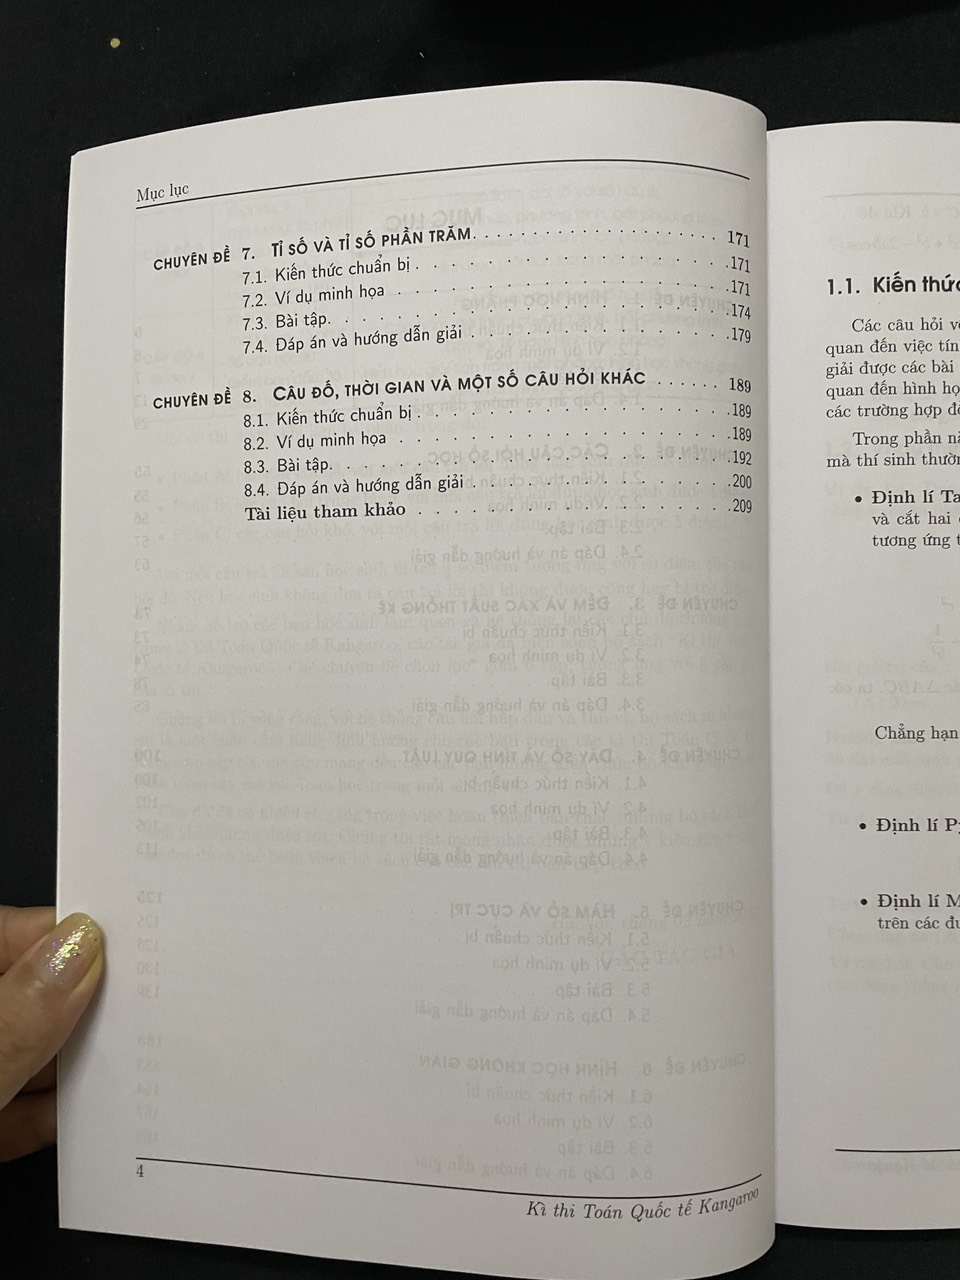 Mục lục
CHUYÊN ĐỀ 7. TỈ SỐ VÀ TỈ SỐ PHẦN TRĂM. . . . . . . . . . . . . . . . . . . . . 171
7.1. Kiến thức chuẩn bị . . . . . . . . . . . . . . . . . .171
7.2. Ví dụ minh họa . . . . . . . . . . . . . . . . . . .171
7.3. Bài tập. . . . . . . . . . . . . . . . . . . . . . .174
7.4. Đáp án và hướng dẫn giải . . . . . . . . . . . . . . .179
CHUYÊN ĐỀ 8. CÂU ĐỐ, THỜI GIAN VÀ MỘT SỐ CÂU HỎI KHÁC . . . . . . 189
8.1. Kiến thức chuẩn bị . . . . . . . . . . . . . . . . . .189
8.2. Ví dụ minh họa . . . . . . . . . . . . . . . . . . .189
8.3. Bài tập. . . . . . . . . . . . . . . . . . . . . . .192
8.4. Đáp án và hướng dẫn giải . . . . . . . . . . . . . . .200
Tài liệu tham khảo . . . . . . . . . . . . . . . . . . .209
4
Kì thi Toán Quốc tế Kangaroo
1.1. Kiến thức
Các câu hỏi về
quan đến việc tín
giải được các bài
quan đến hình họ
các trường hợp đ
Trong phần nà
mà thí sinh thườn
• Định lí Ta
và cắt hai
tương ứng t
Chẳng hạn
• Định lí P
• Định lí M
trên các đư